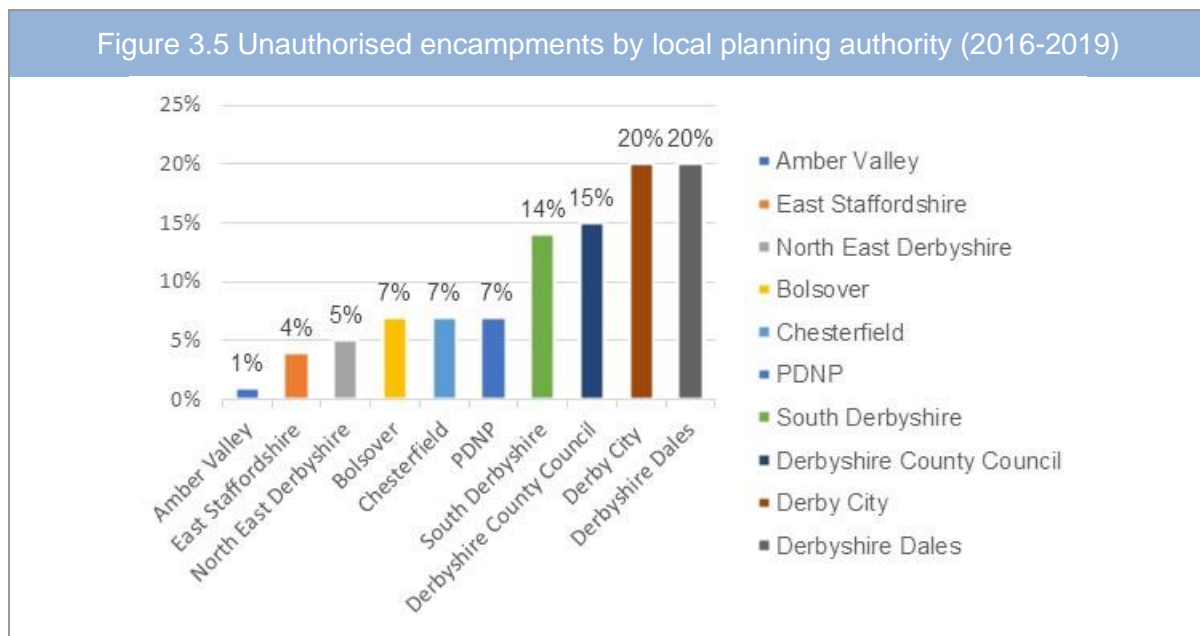 Figure 3.5 Unauthorised encampments by local planning authority (2016-2019)
25%
20%
15%
10%
5%
0%
1%
4%
5%
7%
7%
7%
14%
15%
20%
20%
Amber Valley
East Staffordshire
North East Derbyshire
Bolsover
Chesterfield
PDNP
South Derbyshire
Derbyshire County Council
Derby City
Derbyshire Dales
Amber Valley
East Staffordshire
North East Derbyshire
Bolsover
Chesterfield
PDNP
South Derbyshire
Derbyshire County Council
Derby City
Derbyshire Dales